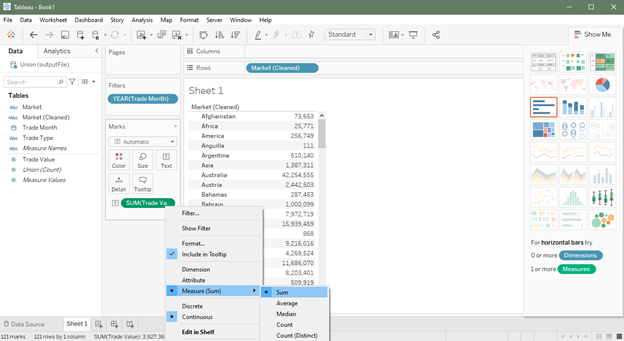 Tableau - Book1
File Data Worksheet Dashboard Story Analysis Map Format Server Window Help
Standard
Show Me
Data Analytics
Union (outputFile)
Search
Tables
Abc Market
Abc Market (Cleaned)
Trade Month
Abc Trade Type
Abc Measure Names
Trade Value
Union (Count)
Measure Values
Pages
Filters
YEAR(Trade Month)
Marks
Automatic
Color Size Text
Detail Tooltip
SUM(Trade Va..
Columns
Rows Market (Cleaned)
Sheet 1
Market (Cleaned)
Afghanistan 73,653
Africa 25,771
America 256,749
Anguilla 111
Argentina 610,140
Asia 1,387,311
Australia 42,254,555
Austria 2,442,503
Bahamas 287,453
Bahrain 1,000,099
7,972,719
15,939,459
868
9,216,016
4,269,524
11,686,070
8,203,401
509,919
Filter...
Show Filter
Format...
Include in Tooltip
Dimension
Attribute
Measure (Sum)
Discrete
Continuous
Edit in Shelf
Sum
Average
Median
Count
Count (Distinct)
For horizontal bars try
0 or more Dimensions
1 or more Measures
Data Source Sheet 1
121 marks 121 rows by 1 column SUM(Trade Value): 3,927,36